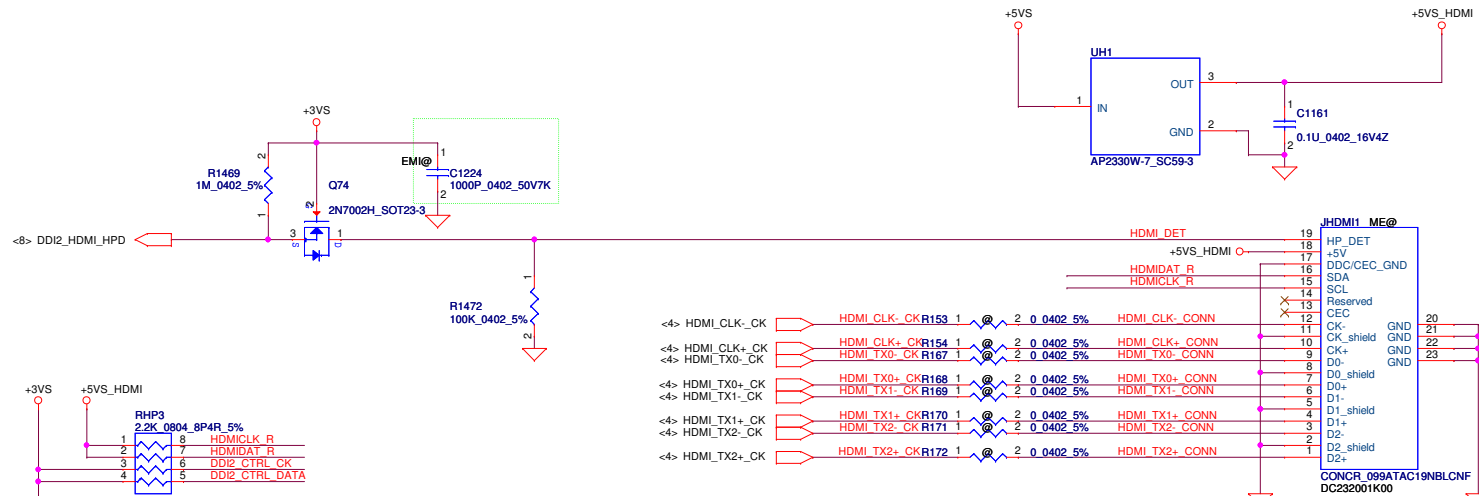 +5VS
+5VS_HDMI
UH1
OUT 3
1 IN
GND 2
AP2330W-7_SC59-3
1
C1161
0.1U_0402_16V4Z
2
+3VS
2
R1469
1M_0402_5%
1
Q74
2
2N7002H_SOT23-3
EMI@
1
C1224
1000P_0402_50V7K
2
<8> DDI2_HDMI_HPD
3 S
1 D
HDMI_DET
1
R1472
100K_0402_5%
2
JHDMI1 ME@
19 HP_DET
+5VS_HDMI 18 +5V
17 DDC/CEC_GND
HDMIDAT_R 16 SDA
HDMICLK_R 15 SCL
14 Reserved
13 CEC
<4> HDMI_CLK-_CK HDMI_CLK-_CK R153 1 @ 2 0_0402_5% HDMI_CLK-_CONN 12 CK- GND 20
11 CK_shield GND 21
<4> HDMI_CLK+_CK HDMI_CLK+_CK R154 1 @ 2 0_0402_5% HDMI_CLK+_CONN 10 CK+ GND 22
<4> HDMI_TX0-_CK HDMI_TX0-_CK R167 1 @ 2 0_0402_5% HDMI_TX0-_CONN 9 D0- GND 23
8 D0_shield
<4> HDMI_TX0+_CK HDMI_TX0+_CK R168 1 @ 2 0_0402_5% HDMI_TX0+_CONN 7 D0+
<4> HDMI_TX1-_CK HDMI_TX1-_CK R169 1 @ 2 0_0402_5% HDMI_TX1-_CONN 6 D1-
5 D1_shield
<4> HDMI_TX1+_CK HDMI_TX1+_CK R170 1 @ 2 0_0402_5% HDMI_TX1+_CONN 4 D1+
<4> HDMI_TX2-_CK HDMI_TX2-_CK R171 1 @ 2 0_0402_5% HDMI_TX2-_CONN 3 D2-
2 D2_shield
<4> HDMI_TX2+_CK HDMI_TX2+_CK R172 1 @ 2 0_0402_5% HDMI_TX2+_CONN 1 D2+
CONCR_099ATAC19NBLCNF
DC232001K00
+3VS +5VS_HDMI
RHP3
2.2K_0804_8P4R_5%
1 8 HDMICLK_R
2 7 HDMIDAT_R
3 6 DDI2_CTRL_CK
4 5 DDI2_CTRL_DATA